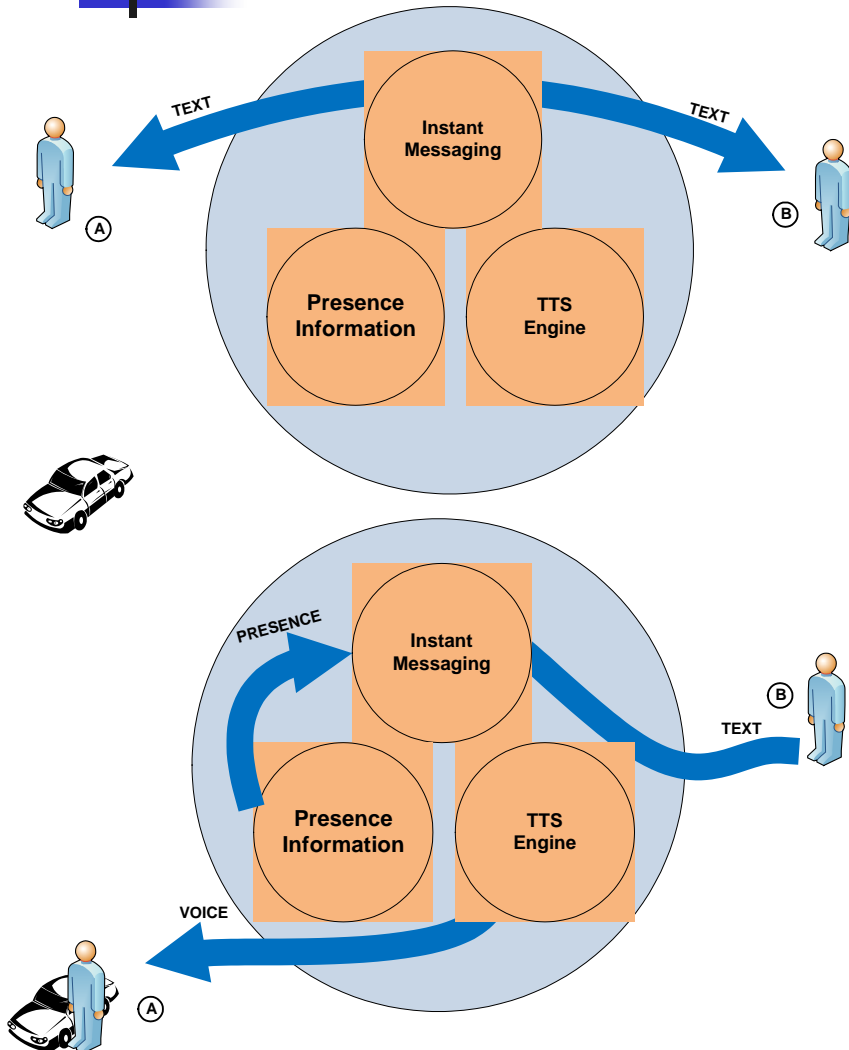 TEXT
TEXT
Instant
Messaging
A
B
Presence
Information
TTS
Engine
PRESENCE
Instant
Messaging
B
TEXT
Presence
Information
TTS
Engine
VOICE
A